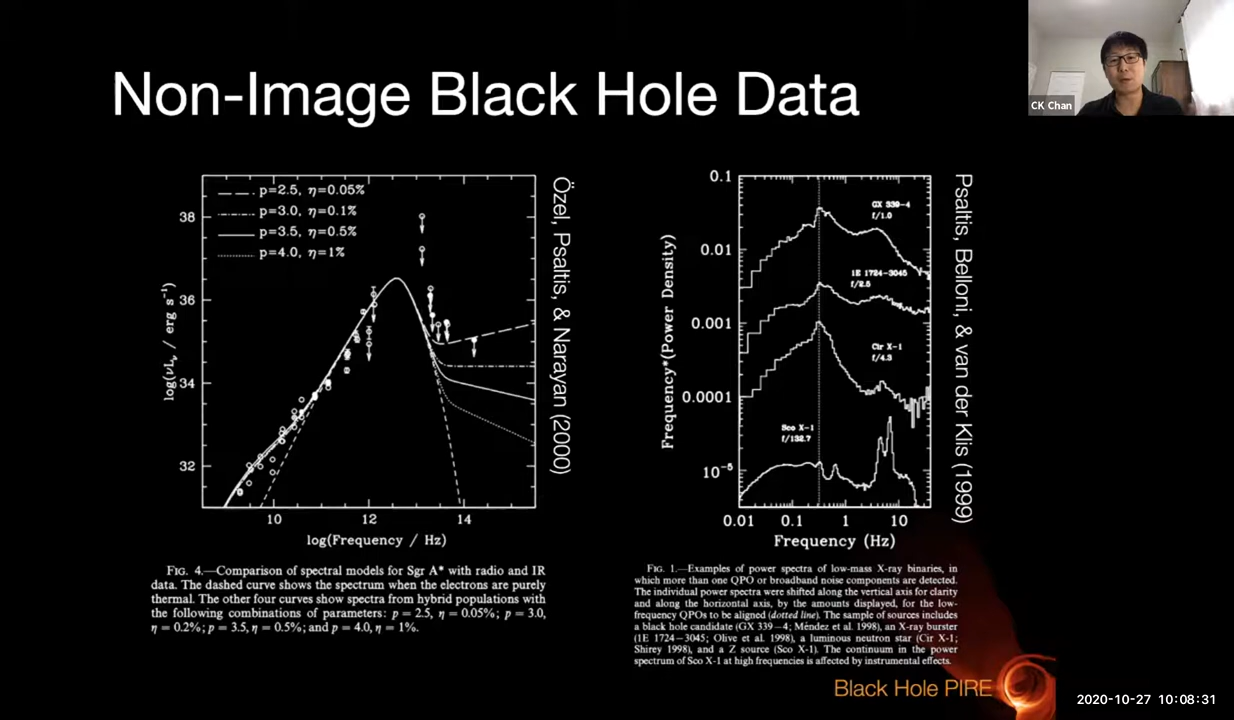 Non-Image Black Hole Data
CK Chan
p=2.5, η=0.05%
p=3.0, η=0.1%
p=3.5, η=0.5%
p=4.0, η=1%
38
36
34
32
log(νLν / erg s⁻¹)
10 12 14
log(Frequency / Hz)
Özel, Psaltis, & Narayan (2000)
FIG. 4.—Comparison of spectral models for Sgr A* with radio and IR
data. The dashed curve shows the spectrum when the electrons are purely
thermal. The other four curves show spectra from hybrid populations with
the following combinations of parameters: p = 2.5, η = 0.05%; p = 3.0,
η = 0.2%; p = 3.5, η = 0.5%; and p = 4.0, η = 1%.
0.1
0.01
0.001
0.0001
10⁻⁵
Frequency*(Power Density)
GX 339-4
f/1.0
1E 1724-3045
f/2.5
Cir X-1
f/4.3
Sco X-1
f/132.7
0.01 0.1 1 10
Frequency (Hz)
Psaltis, Belloni, & van der Klis (1999)
FIG. 1.—Examples of power spectra of low-mass X-ray binaries, in
which more than one QPO or broadband noise components are detected.
The individual power spectra were shifted along the vertical axis for clarity
and along the horizontal axis, by the amounts displayed, for the low-
frequency QPOs to be aligned (dotted line). The sample of sources includes
a black hole candidate (GX 339−4; Méndez et al. 1998), an X-ray burster
(1E 1724−3045; Olive et al. 1998), a luminous neutron star (Cir X-1;
Shirey 1998), and a Z source (Sco X-1). The continuum in the power
spectrum of Sco X-1 at high frequencies is affected by instrumental effects.
Black Hole PIRE
2020-10-27 10:08:31